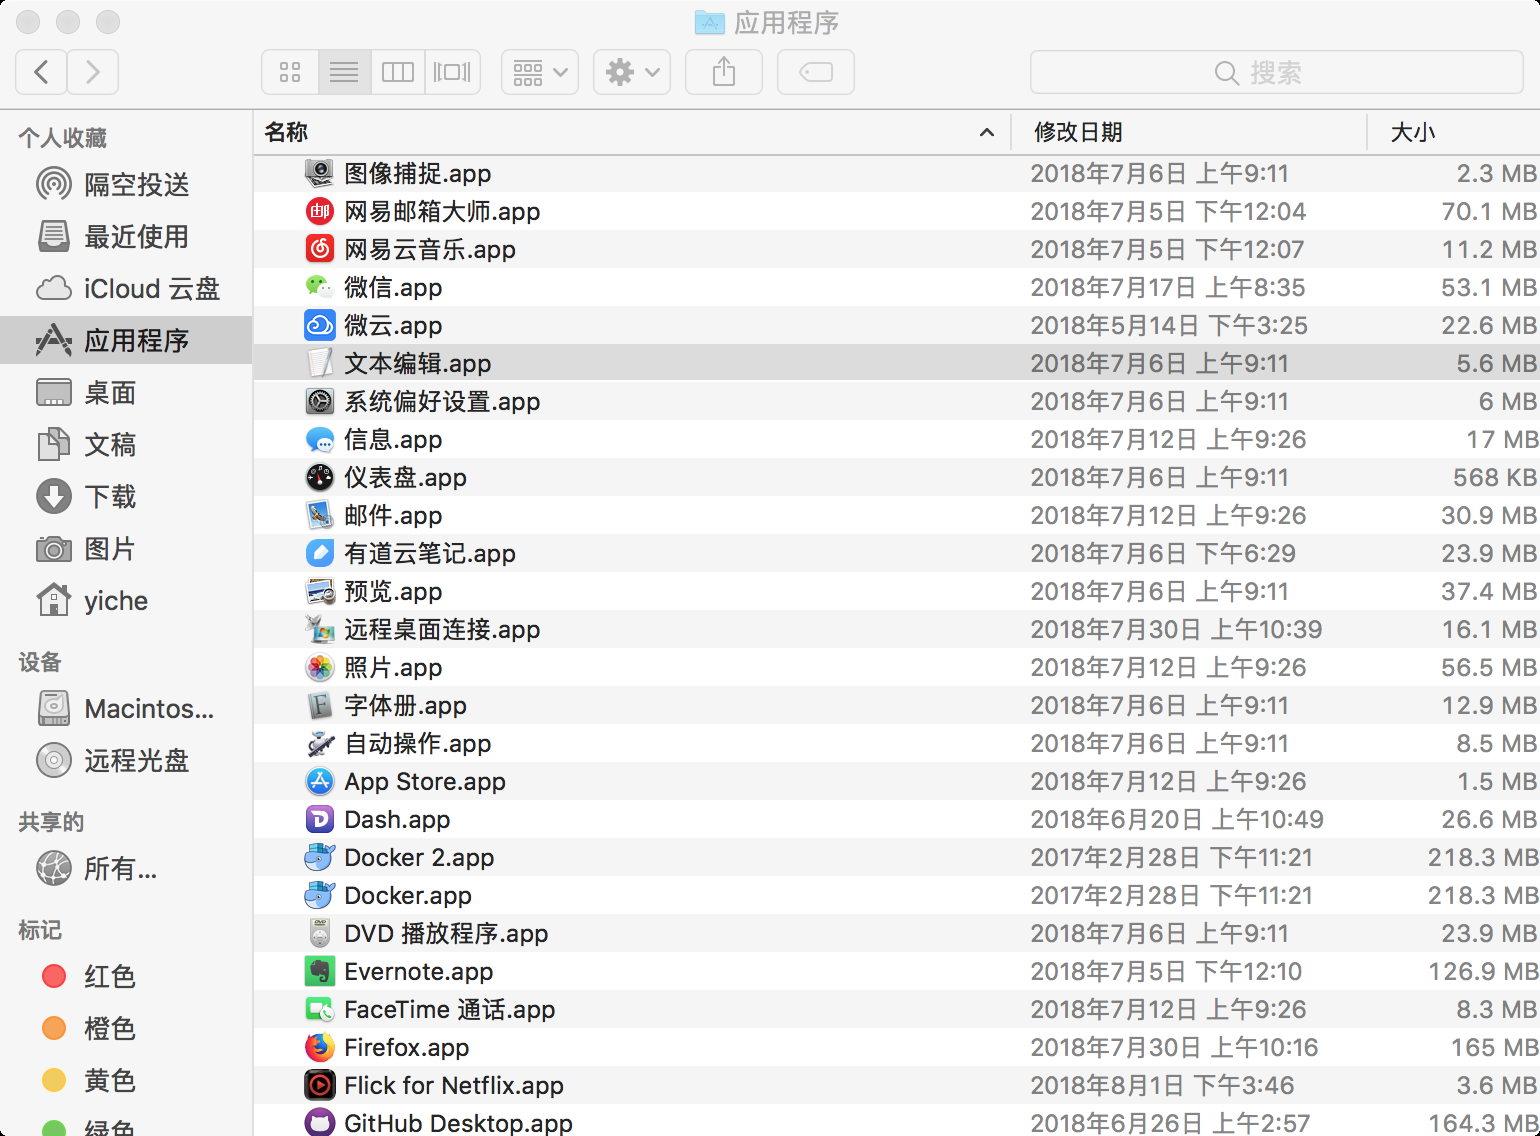 应用程序
搜索
个人收藏
隔空投送
最近使用
iCloud 云盘
应用程序
桌面
文稿
下载
图片
yiche
设备
Macintos...
远程光盘
共享的
所有...
标记
红色
橙色
黄色
绿色
名称 修改日期 大小
图像捕捉.app 2018年7月6日 上午9:11 2.3 MB
网易邮箱大师.app 2018年7月5日 下午12:04 70.1 MB
网易云音乐.app 2018年7月5日 下午12:07 11.2 MB
微信.app 2018年7月17日 上午8:35 53.1 MB
微云.app 2018年5月14日 下午3:25 22.6 MB
文本编辑.app 2018年7月6日 上午9:11 5.6 MB
系统偏好设置.app 2018年7月6日 上午9:11 6 MB
信息.app 2018年7月12日 上午9:26 17 MB
仪表盘.app 2018年7月6日 上午9:11 568 KB
邮件.app 2018年7月12日 上午9:26 30.9 MB
有道云笔记.app 2018年7月6日 下午6:29 23.9 MB
预览.app 2018年7月6日 上午9:11 37.4 MB
远程桌面连接.app 2018年7月30日 上午10:39 16.1 MB
照片.app 2018年7月12日 上午9:26 56.5 MB
字体册.app 2018年7月6日 上午9:11 12.9 MB
自动操作.app 2018年7月6日 上午9:11 8.5 MB
App Store.app 2018年7月12日 上午9:26 1.5 MB
Dash.app 2018年6月20日 上午10:49 26.6 MB
Docker 2.app 2017年2月28日 下午11:21 218.3 MB
Docker.app 2017年2月28日 下午11:21 218.3 MB
DVD 播放程序.app 2018年7月6日 上午9:11 23.9 MB
Evernote.app 2018年7月5日 下午12:10 126.9 MB
FaceTime 通话.app 2018年7月12日 上午9:26 8.3 MB
Firefox.app 2018年7月30日 上午10:16 165 MB
Flick for Netflix.app 2018年8月1日 下午3:46 3.6 MB
GitHub Desktop.app 2018年6月26日 上午2:57 164.3 MB